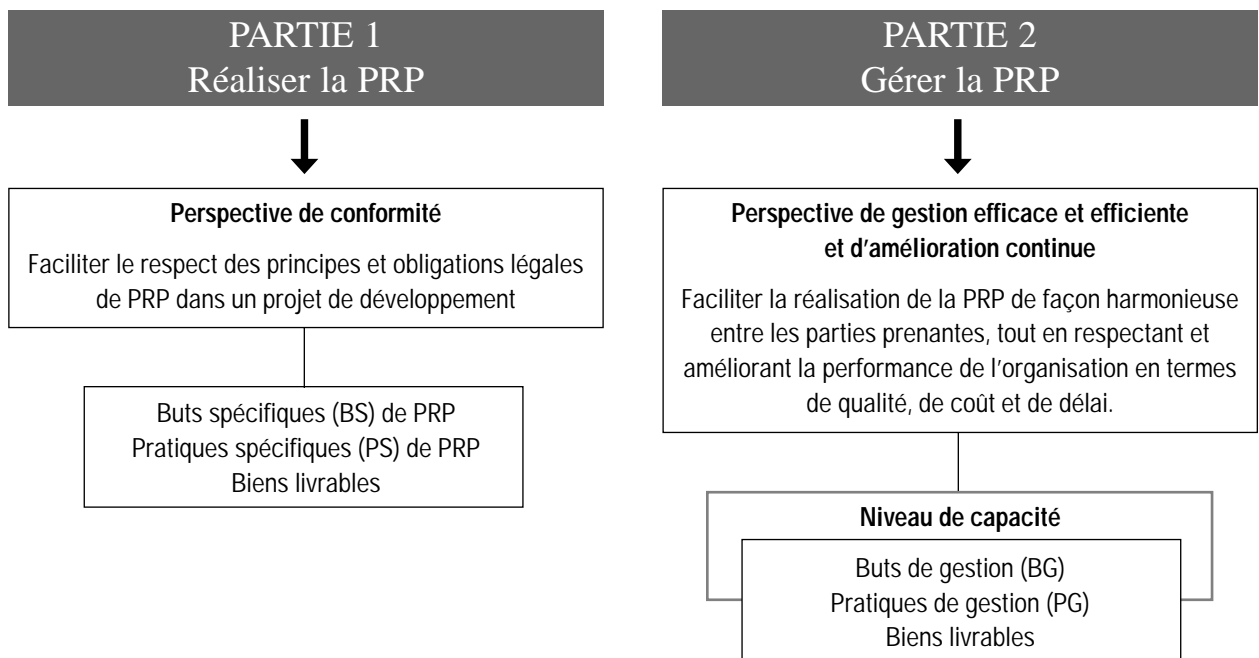 PARTIE 1
Réaliser la PRP
Perspective de conformité
Faciliter le respect des principes et obligations légales
de PRP dans un projet de développement
Buts spécifiques (BS) de PRP
Pratiques spécifiques (PS) de PRP
Biens livrables
PARTIE 2
Gérer la PRP
Perspective de gestion efficace et efficiente
et d'amélioration continue
Faciliter la réalisation de la PRP de façon harmonieuse
entre les parties prenantes, tout en respectant et
améliorant la performance de l'organisation en termes
de qualité, de coût et de délai.
Niveau de capacité
Buts de gestion (BG)
Pratiques de gestion (PG)
Biens livrables